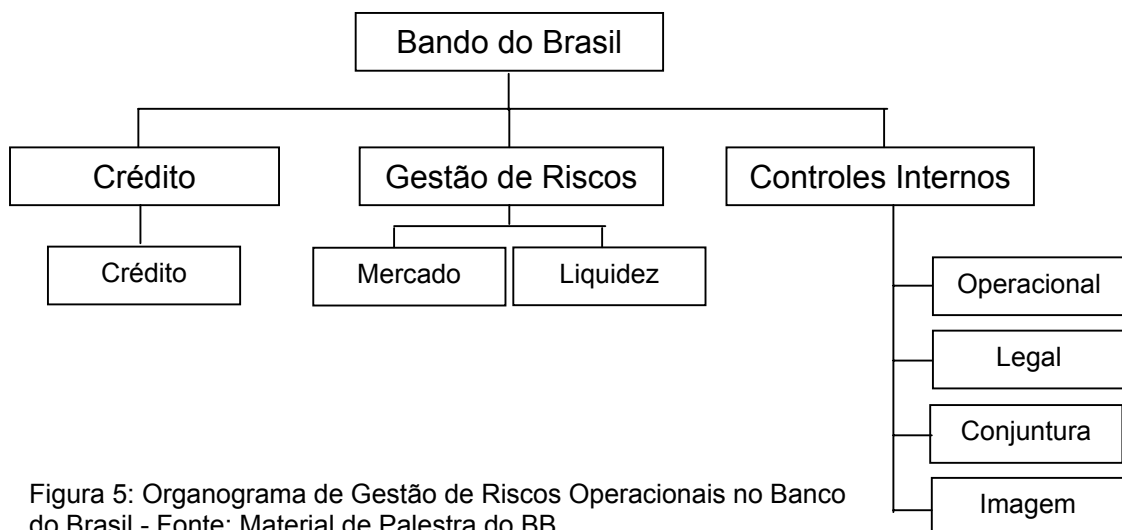 Bando do Brasil
Crédito
Gestão de Riscos
Controles Internos
Crédito
Mercado
Liquidez
Operacional
Legal
Conjuntura
Imagem
Figura 5: Organograma de Gestão de Riscos Operacionais no Banco
do Brasil - Fonte: Material de Palestra do BB